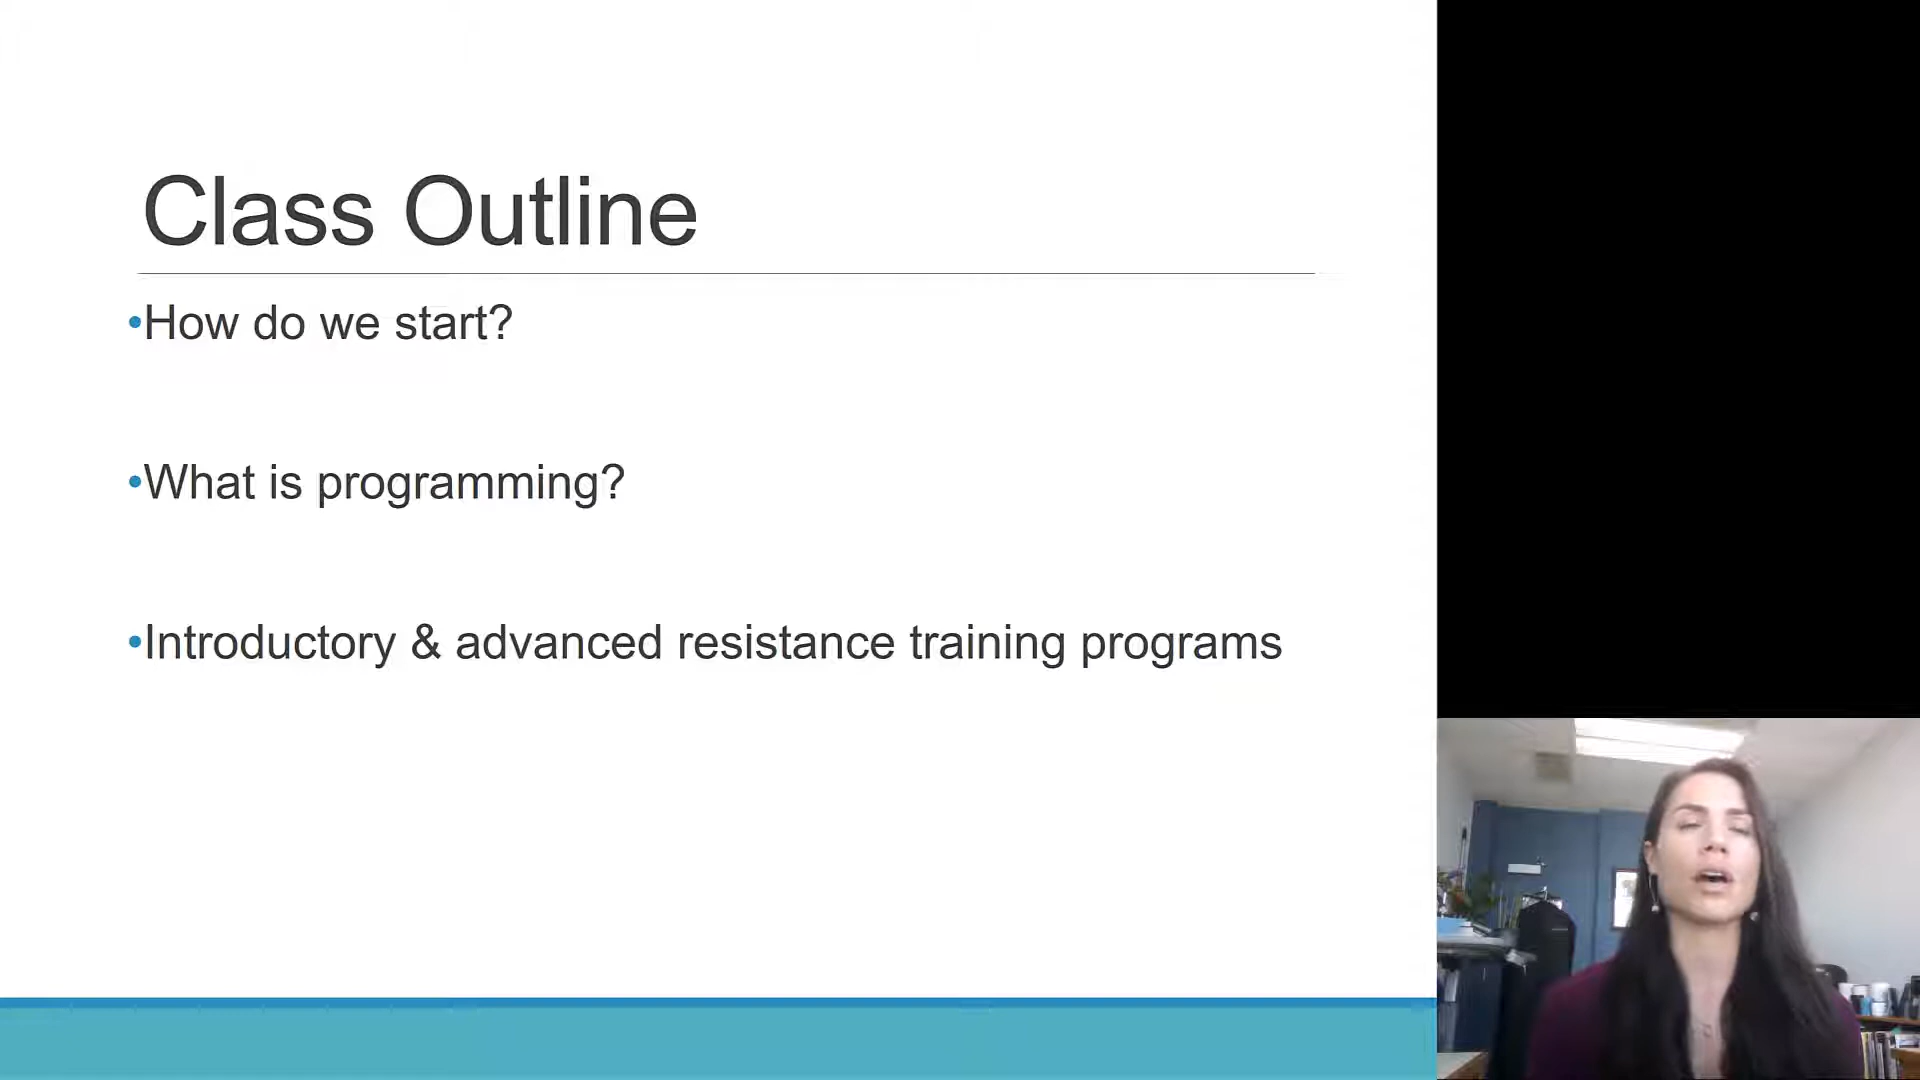 Class Outline
•How do we start?
•What is programming?
•Introductory & advanced resistance training programs